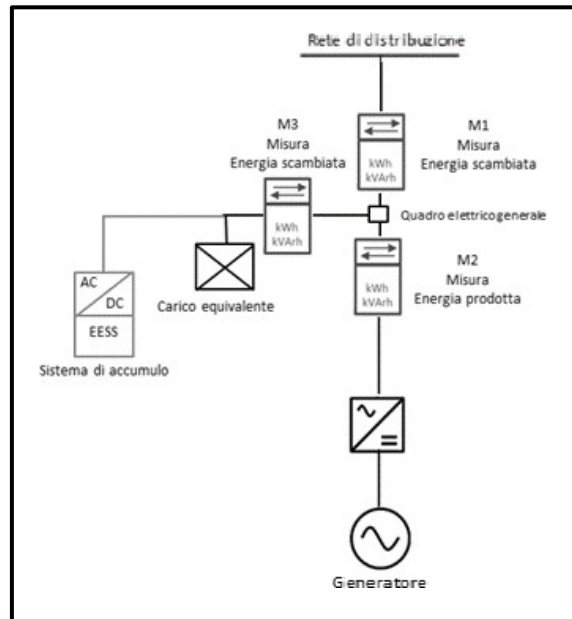 Rete di distribuzione
M3
Misura
Energia scambiata
M1
Misura
Energia scambiata
kWh
kVArh
kWh
kVArh
Quadro elettrico generale
AC
DC
EESS
Sistema di accumulo
Carico equivalente
kWh
kVArh
M2
Misura
Energia prodotta
Generatore